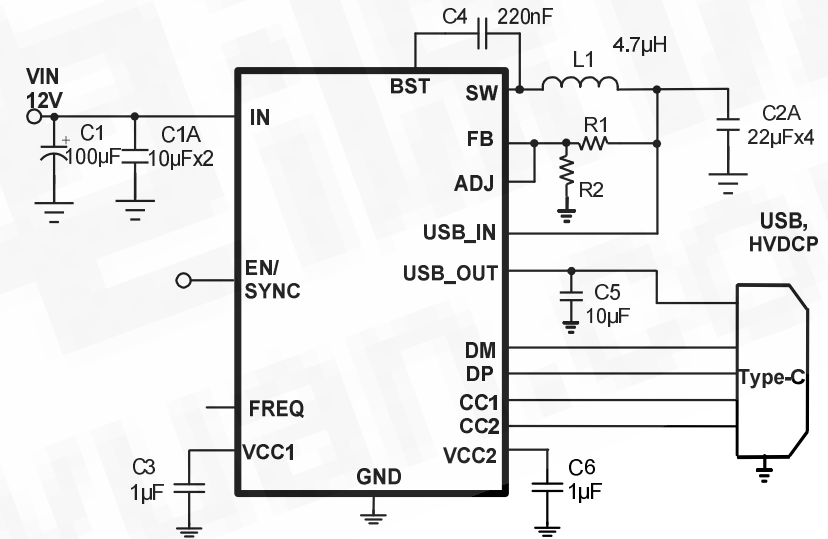 C4 220nF
L1 4.7µH
BST
SW
VIN
12V
IN
C1
100µF
C1A
10µFx2
FB
R1
C2A
22µFx4
ADJ
R2
USB_IN
USB,
HVDCP
EN/
SYNC
USB_OUT
C5
10µF
DM
DP
Type-C
CC1
CC2
FREQ
VCC1
VCC2
C3
1µF
GND
C6
1µF